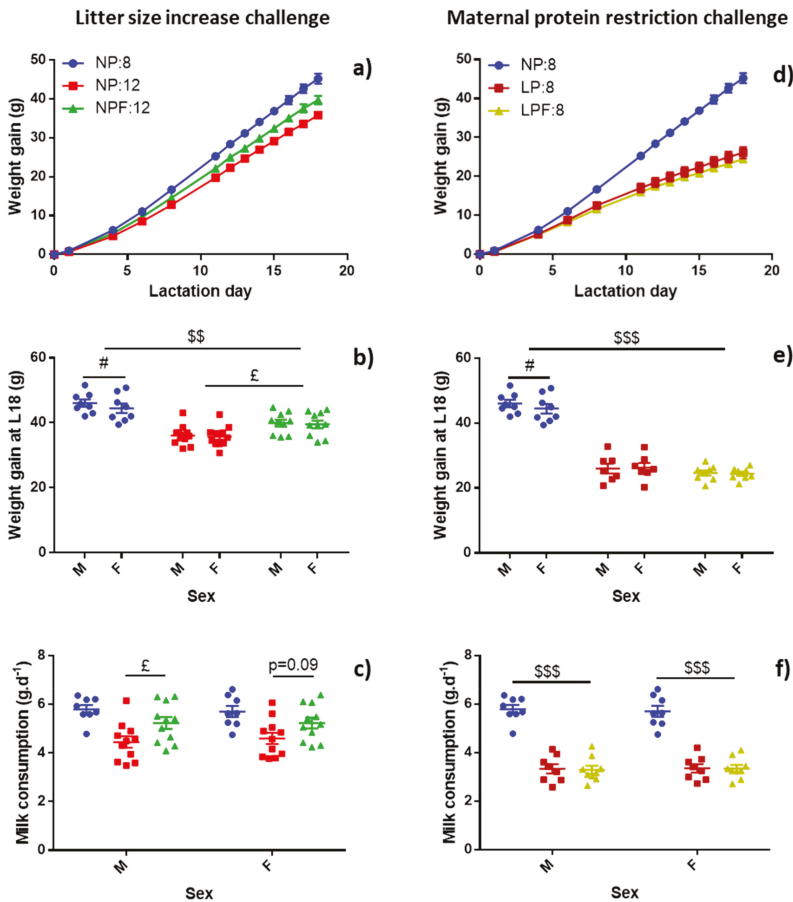 Litter size increase challenge
Maternal protein restriction challenge
a)
NP:8
NP:12
NPF:12
Weight gain (g)
50
40
30
20
10
0
0 5 10 15 20
Lactation day
d)
NP:8
LP:8
LPF:8
Weight gain (g)
50
40
30
20
10
0
0 5 10 15 20
Lactation day
b)
$$
#
£
Weight gain at L18 (g)
60
40
20
0
M F M F M F
Sex
e)
$$$
#
Weight gain at L18 (g)
60
40
20
0
M F M F M F
Sex
c)
£
p=0.09
Milk consumption (g.d⁻¹)
8
6
4
2
0
M F
Sex
f)
$$$
$$$
Milk consumption (g.d⁻¹)
8
6
4
2
0
M F
Sex